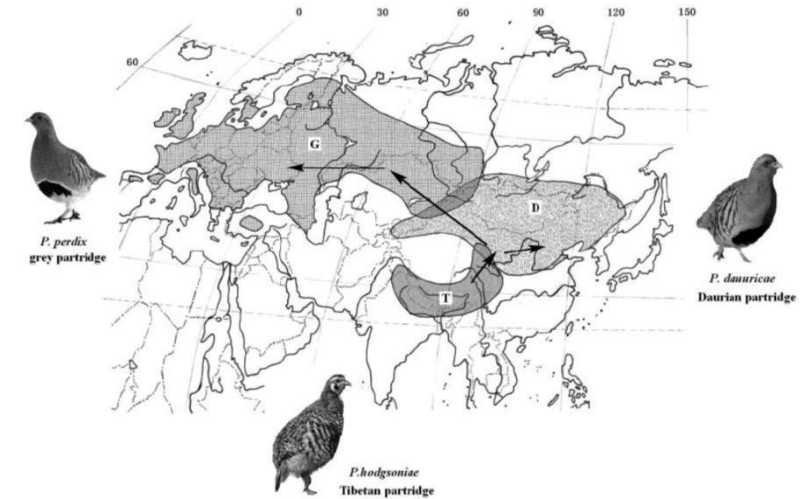 0 30 60 90 120 150
60
G
D
T
P. perdix
grey partridge
P. dauuricae
Daurian partridge
P.hodgsoniae
Tibetan partridge